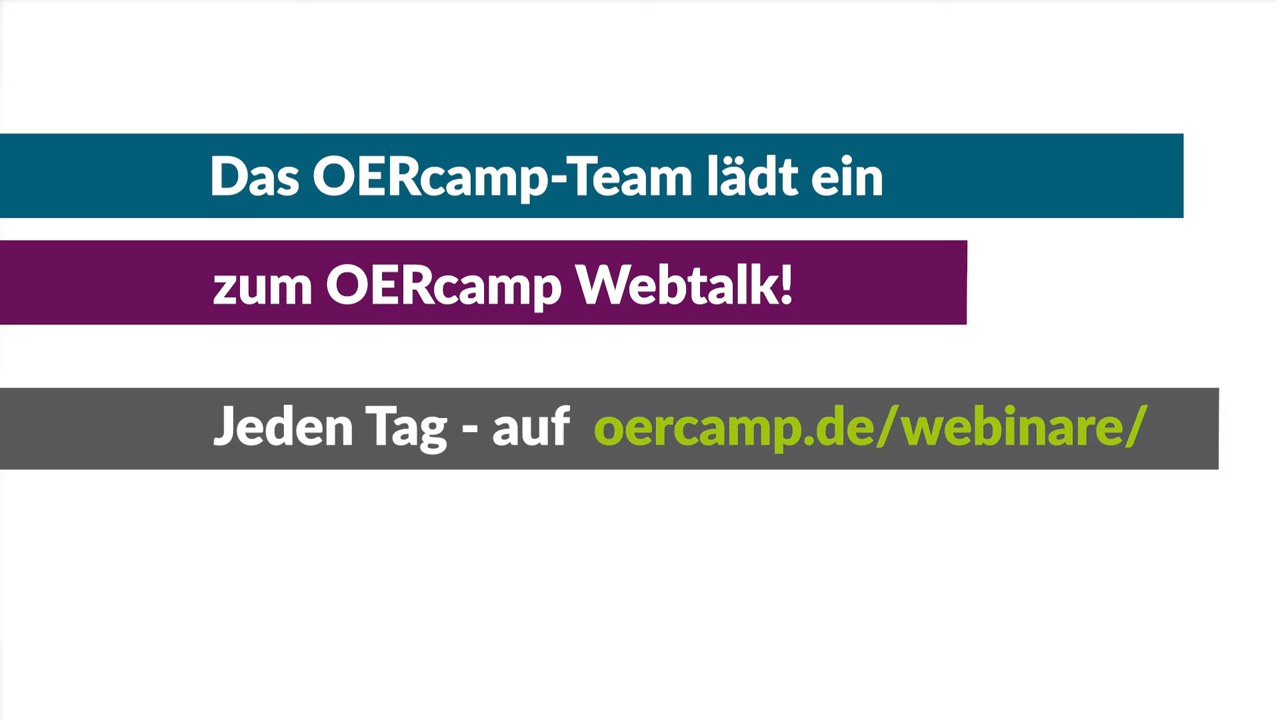 Das OERcamp-Team lädt ein
zum OERcamp Webtalk!
Jeden Tag - auf oercamp.de/webinare/